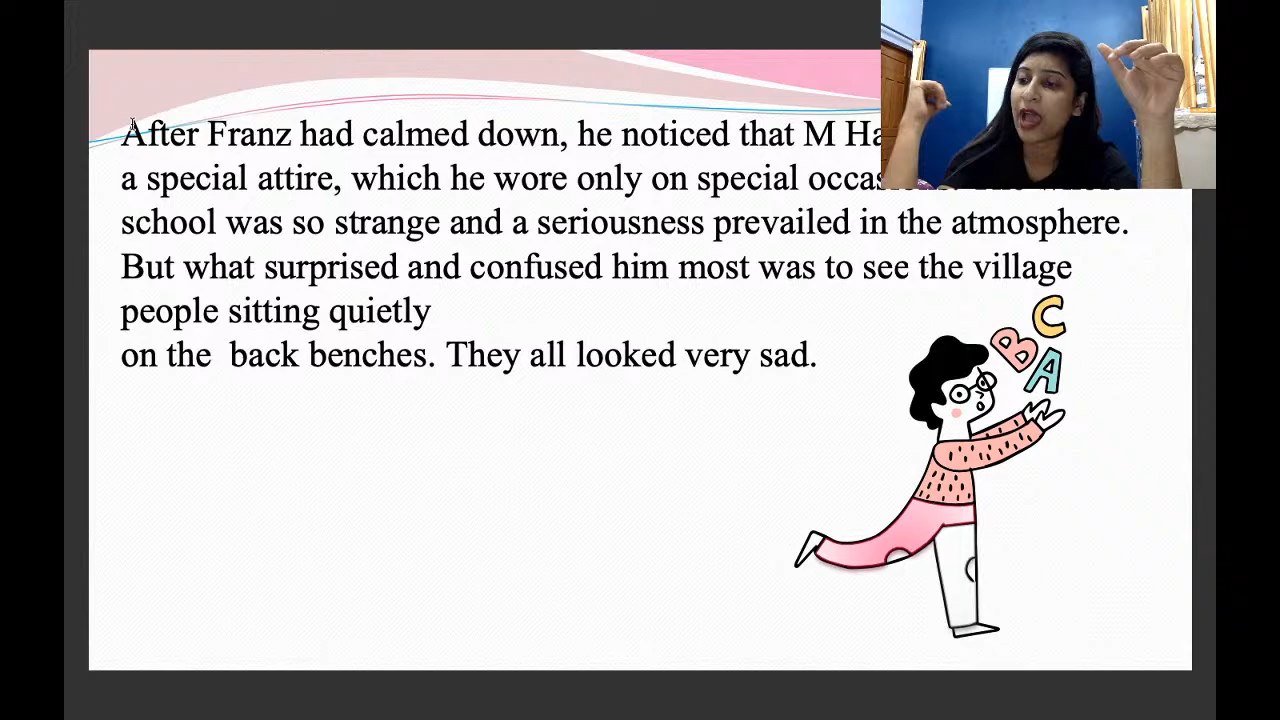 After Franz had calmed down, he noticed that M
a special attire, which he wore only on special
school was so strange and a seriousness prevailed in the atmosphere.
But what surprised and confused him most was to see the village
people sitting quietly
on the back benches. They all looked very sad.
C
B
A